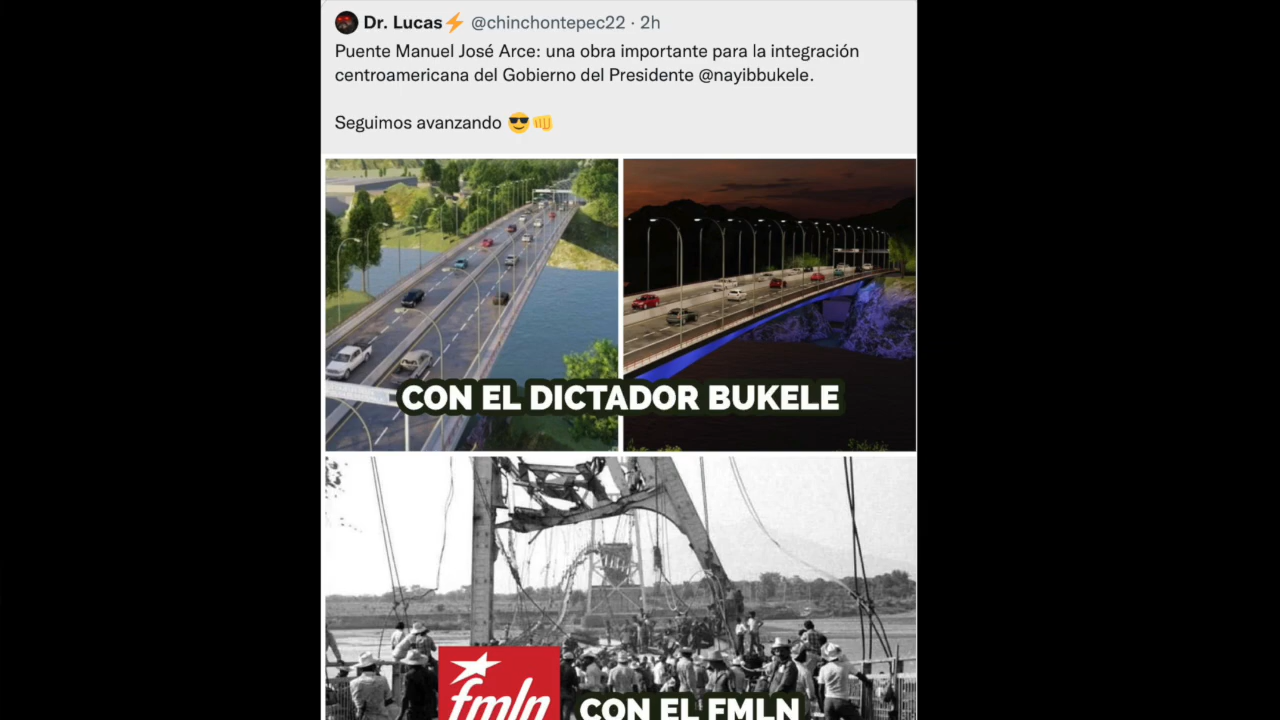 Dr. Lucas⚡ @chinchontepec22 · 2h
Puente Manuel José Arce: una obra importante para la integración
centroamericana del Gobierno del Presidente @nayibbukele.
Seguimos avanzando 😎👊
CON EL DICTADOR BUKELE
fmln
CON EL FMLN